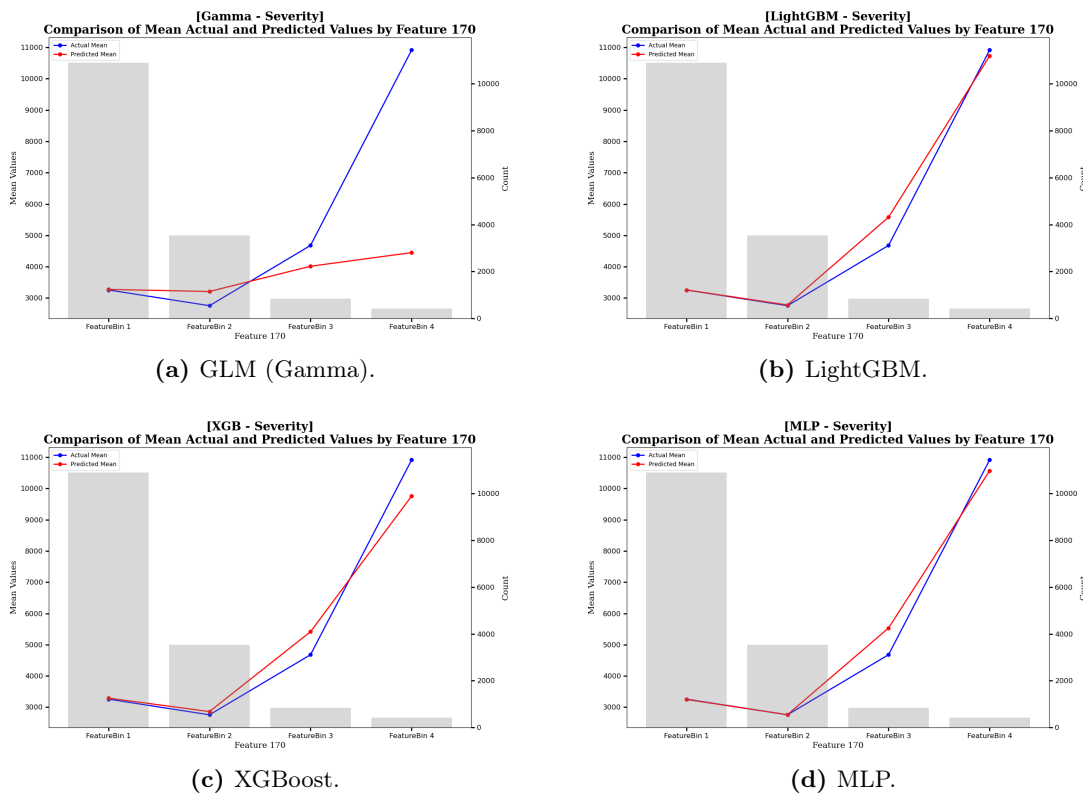 [Gamma - Severity]
Comparison of Mean Actual and Predicted Values by Feature 170
Actual Mean
Predicted Mean
11000
10000
9000
8000
7000
6000
5000
4000
3000
Mean Values
10000
8000
6000
4000
2000
0
Count
FeatureBin 1 FeatureBin 2 FeatureBin 3 FeatureBin 4
Feature 170
(a) GLM (Gamma).
[LightGBM - Severity]
Comparison of Mean Actual and Predicted Values by Feature 170
Actual Mean
Predicted Mean
11000
10000
9000
8000
7000
6000
5000
4000
3000
Mean Values
10000
8000
6000
4000
2000
0
Count
FeatureBin 1 FeatureBin 2 FeatureBin 3 FeatureBin 4
Feature 170
(b) LightGBM.
[XGB - Severity]
Comparison of Mean Actual and Predicted Values by Feature 170
Actual Mean
Predicted Mean
11000
10000
9000
8000
7000
6000
5000
4000
3000
Mean Values
10000
8000
6000
4000
2000
0
Count
FeatureBin 1 FeatureBin 2 FeatureBin 3 FeatureBin 4
Feature 170
(c) XGBoost.
[MLP - Severity]
Comparison of Mean Actual and Predicted Values by Feature 170
Actual Mean
Predicted Mean
11000
10000
9000
8000
7000
6000
5000
4000
3000
Mean Values
10000
8000
6000
4000
2000
0
Count
FeatureBin 1 FeatureBin 2 FeatureBin 3 FeatureBin 4
Feature 170
(d) MLP.